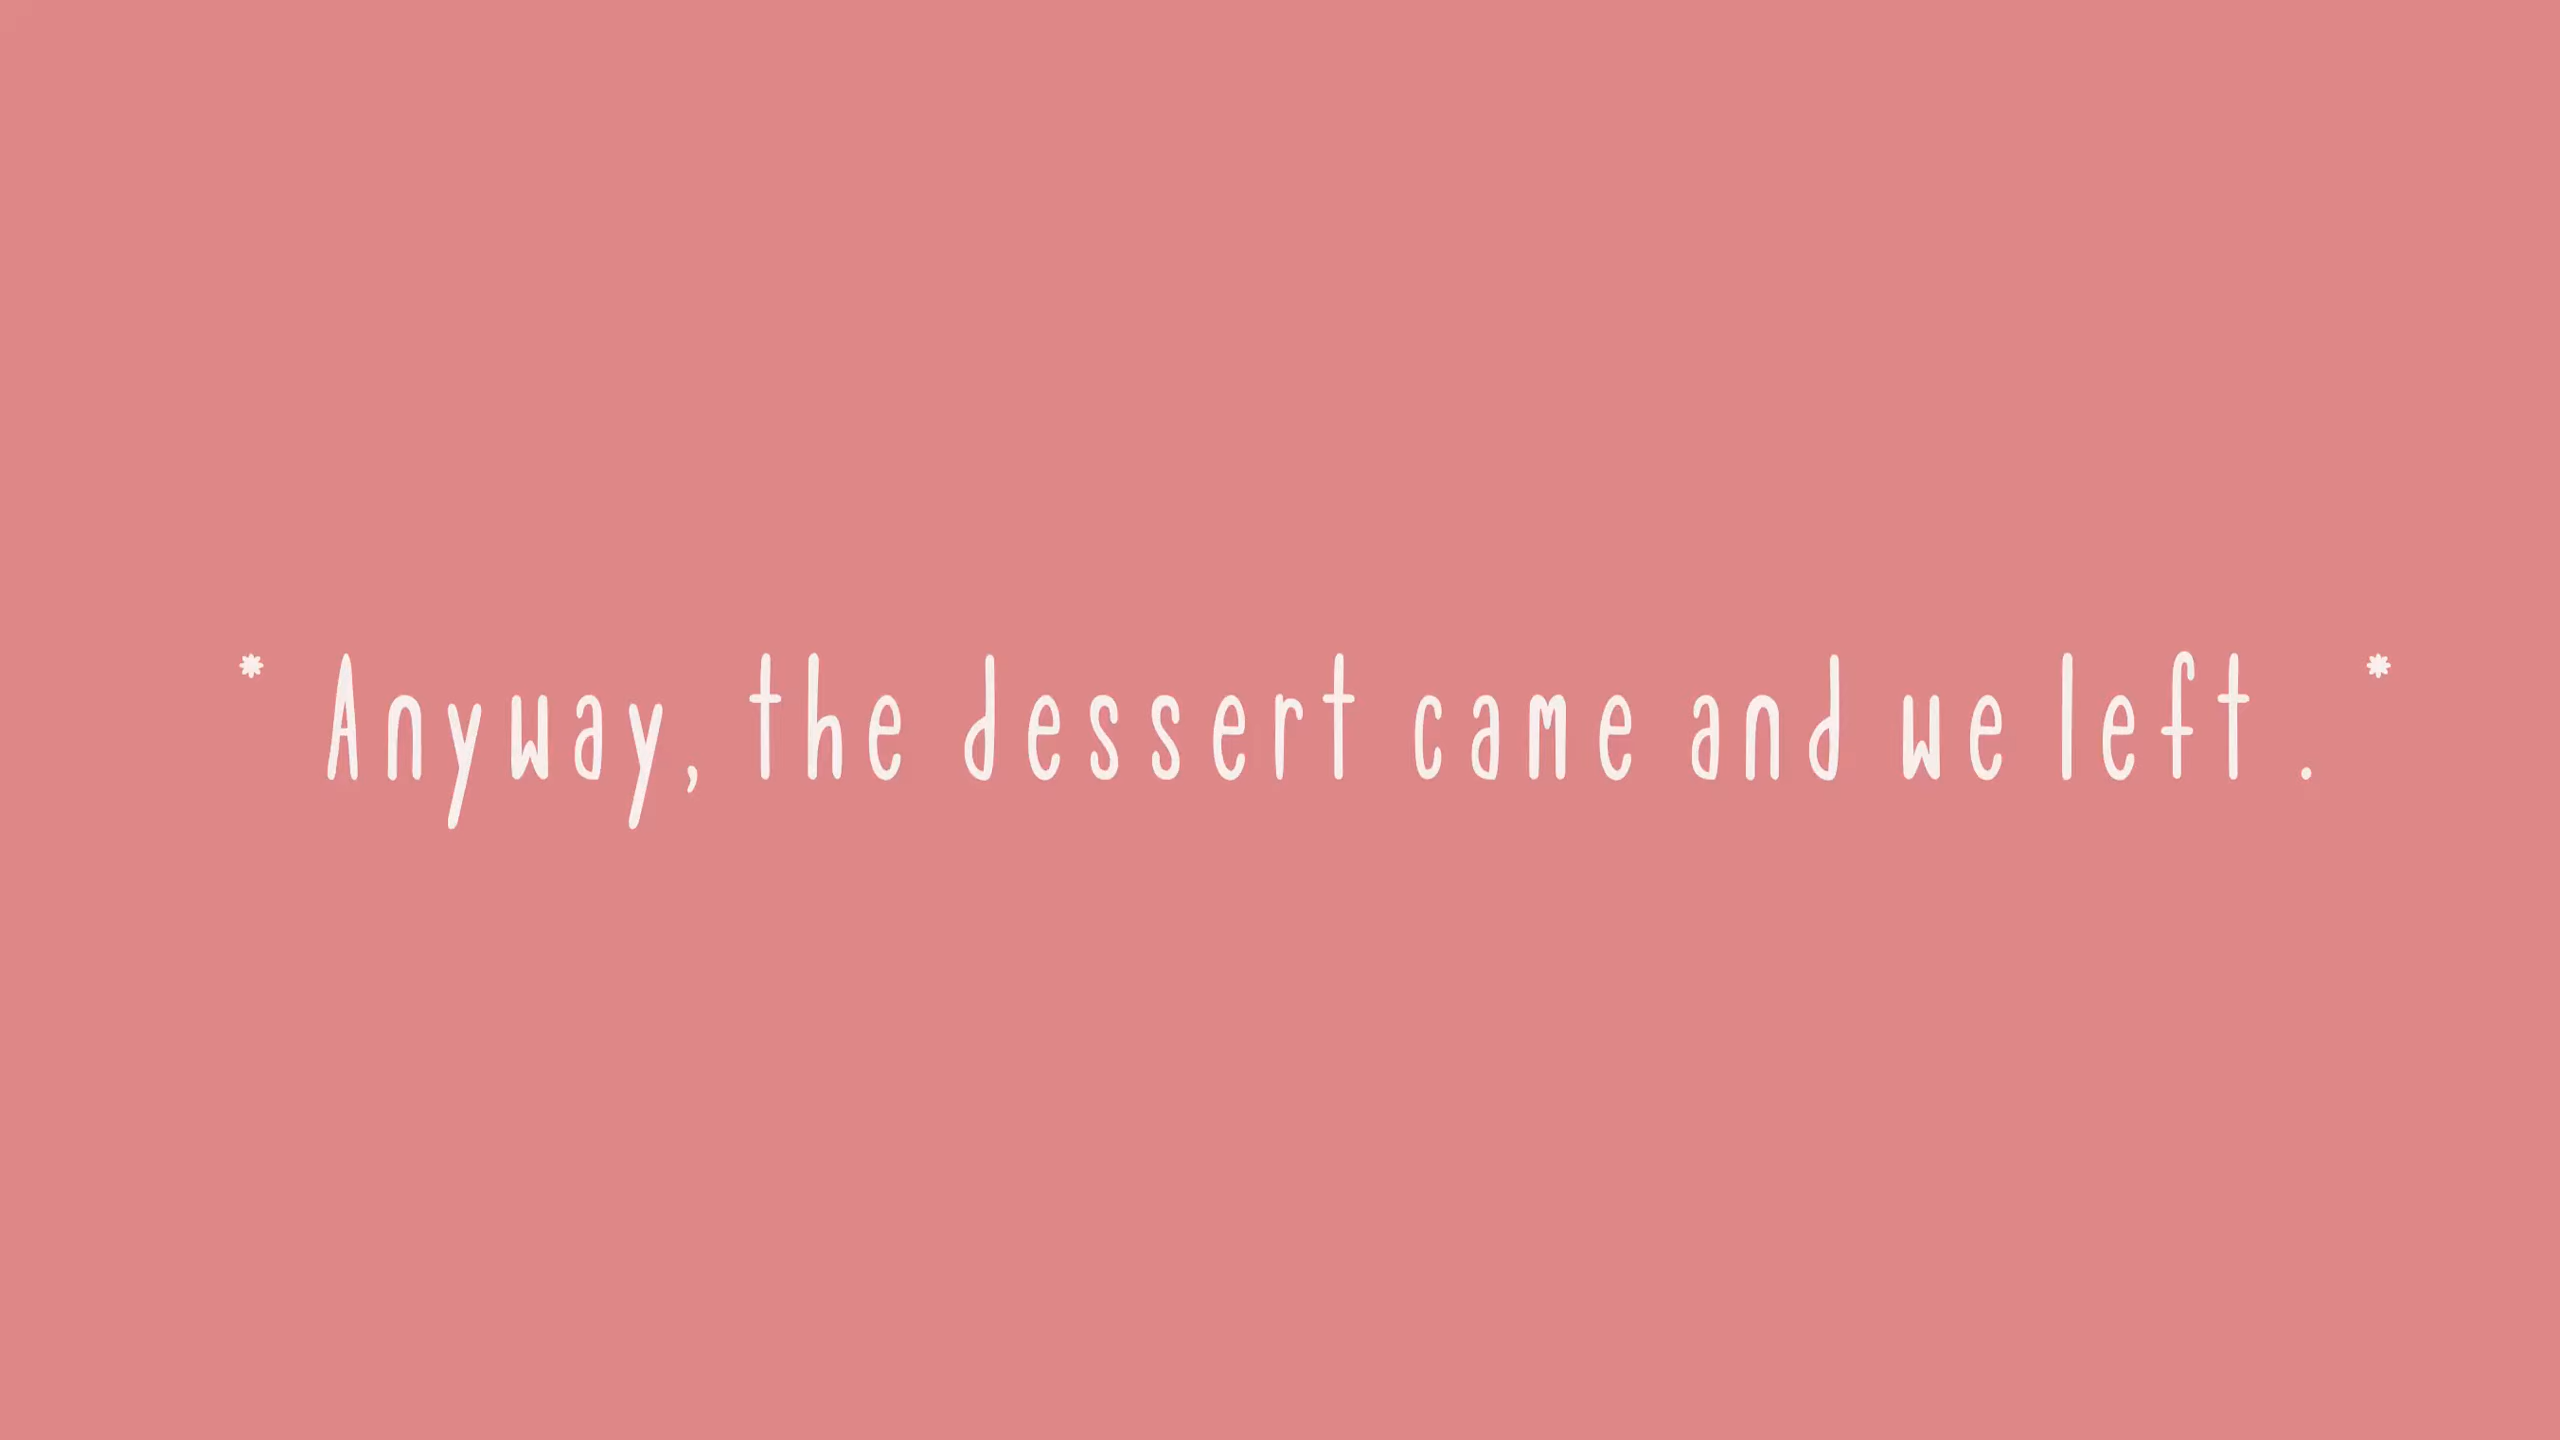 * Anyway, the dessert came and we left . *